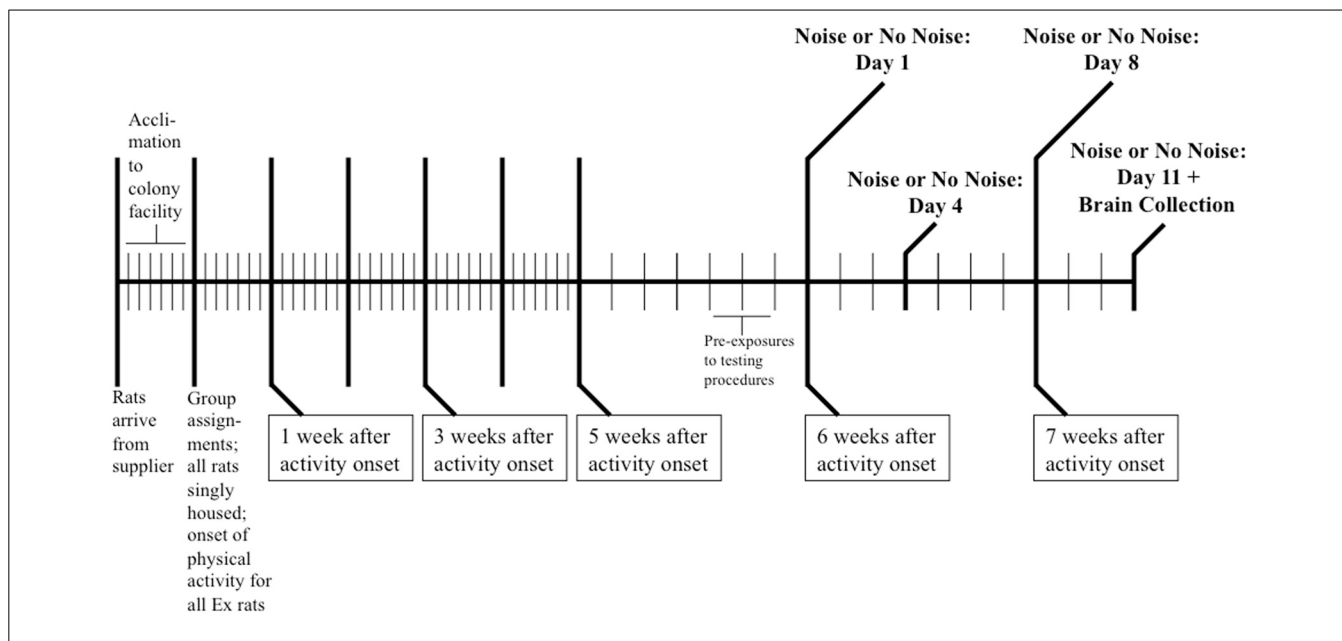 Noise or No Noise:
Day 1
Noise or No Noise:
Day 8
Accli-
mation
to
colony
facility
Noise or No Noise:
Day 4
Noise or No Noise:
Day 11 +
Brain Collection
Pre-exposures
to testing
procedures
Rats
arrive
from
supplier
Group
assign-
ments;
all rats
singly
housed;
onset of
physical
activity for
all Ex rats
1 week after
activity onset
3 weeks after
activity onset
5 weeks after
activity onset
6 weeks after
activity onset
7 weeks after
activity onset